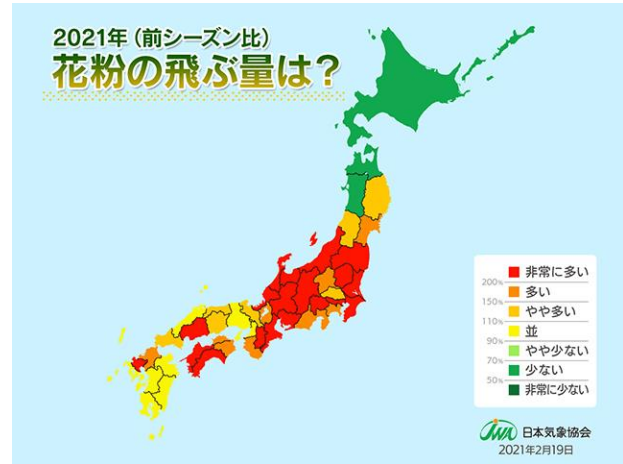 2021年（前シーズン比）
花粉の飛ぶ量は？
非常に多い
200%
多い
150%
やや多い
110%
並
90%
やや少ない
70%
少ない
50%
非常に少ない
JWA 日本気象協会
2021年2月19日